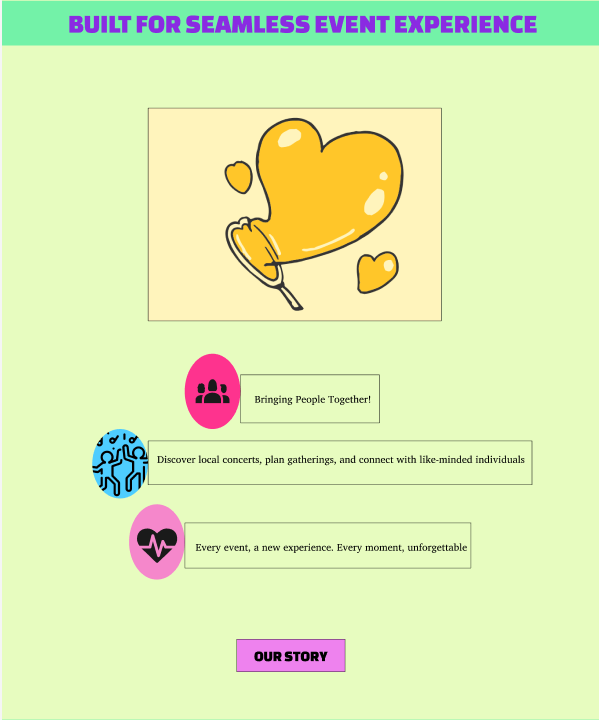 BUILT FOR SEAMLESS EVENT EXPERIENCE
Bringing People Together!
Discover local concerts, plan gatherings, and connect with like-minded individuals
Every event, a new experience. Every moment, unforgettable
OUR STORY